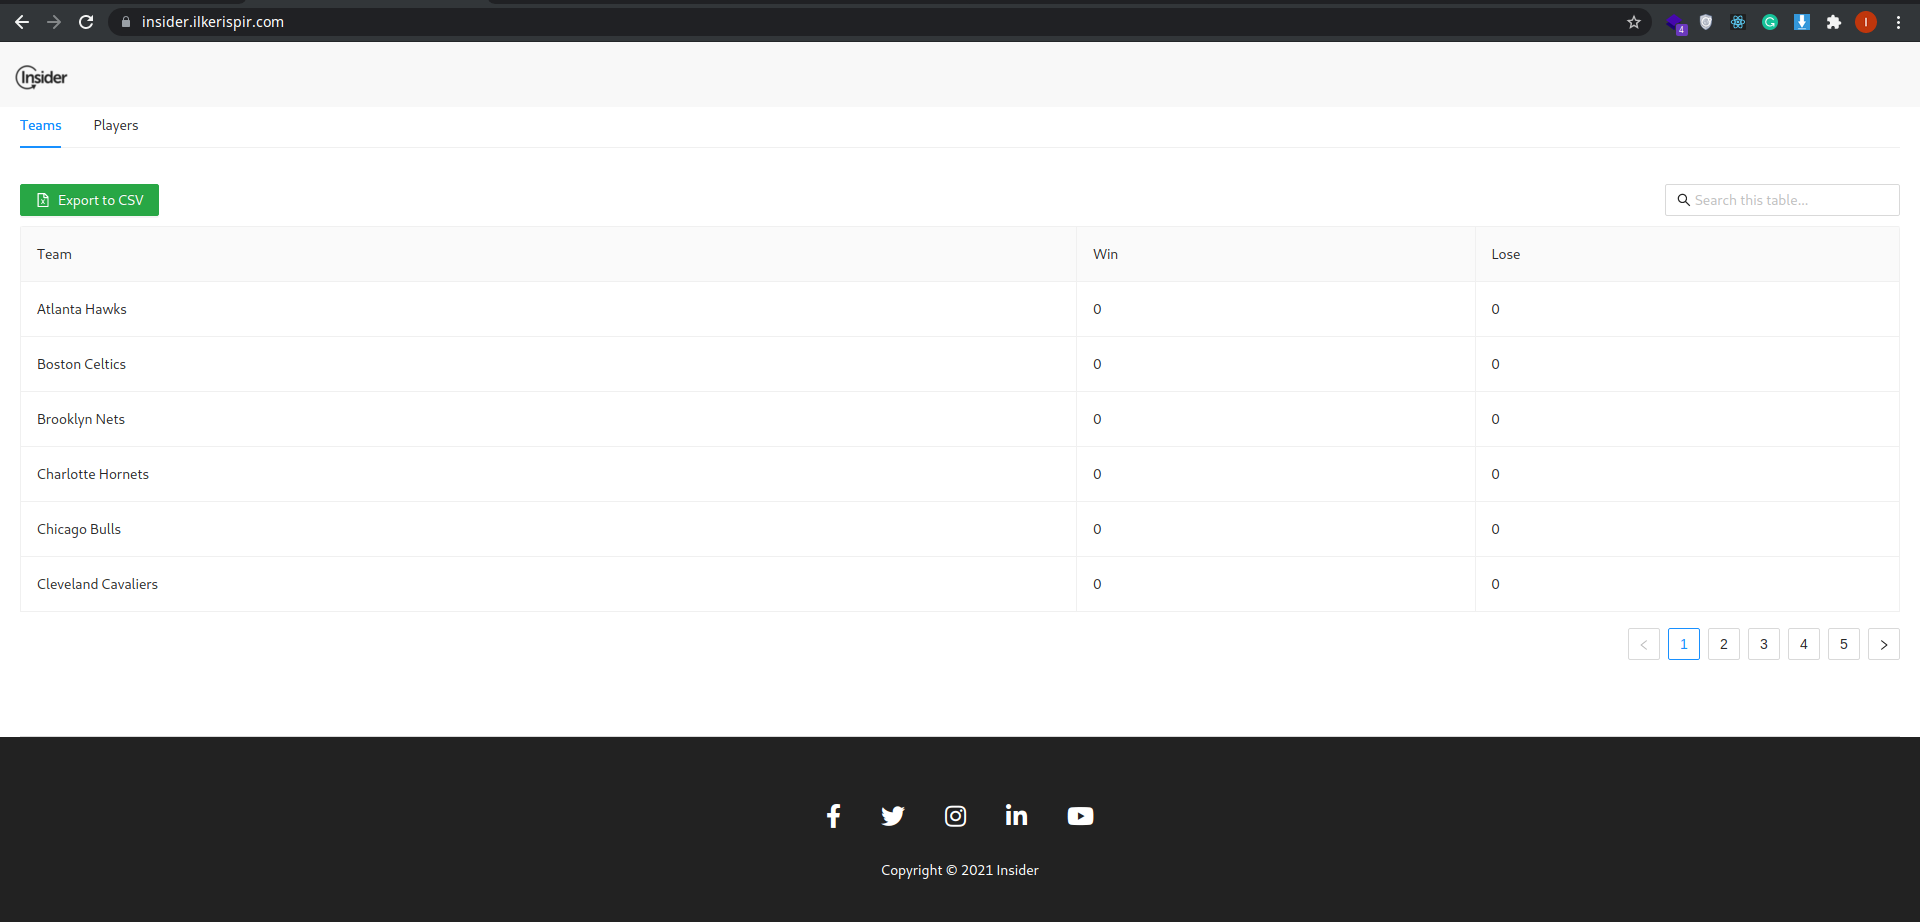 insider.ilkerispir.com
4
I
Insider
Teams Players
Export to CSV
Search this table...
Team Win Lose
Atlanta Hawks 0 0
Boston Celtics 0 0
Brooklyn Nets 0 0
Charlotte Hornets 0 0
Chicago Bulls 0 0
Cleveland Cavaliers 0 0
< 1 2 3 4 5 >
Copyright © 2021 Insider